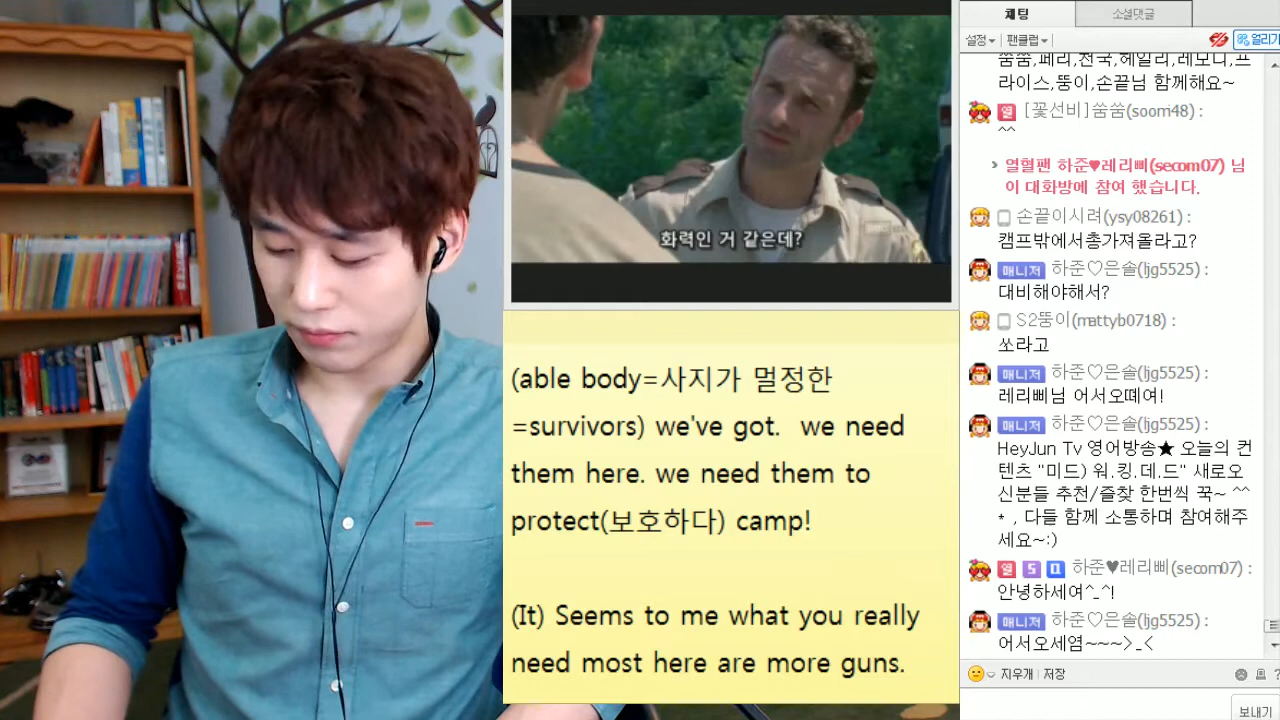 화력인 거 같은데?
(able body=사지가 멀정한
=survivors) we've got. we need
them here. we need them to
protect(보호하다) camp!
(It) Seems to me what you really
need most here are more guns.
채팅
소셜댓글
설정
팬클럽
열리기
쑴쑴,페리,전국,헤일리,레모니,프
라이스,뚱이,손끝님 함께해요~
열 [꽃선비]쑴쑴(soom48) :
^^
열혈팬 하준♥레리삐(secom07) 님
이 대화방에 참여 했습니다.
손끝이시려(ysy08261) :
캠프밖에서총가져올라고?
매니저 하준♡은솔(ljg5525) :
대비해야해서?
S2뚱이(mattyb0718) :
쏘라고
매니저 하준♡은솔(ljg5525) :
레리삐님 어서오떼여!
매니저 하준♡은솔(ljg5525) :
HeyJun Tv 영어방송★ 오늘의 컨
텐츠 "미드) 워.킹.데.드" 새로오
신분들 추천/즐찾 한번씩 꾹~ ^^
* , 다들 함께 소통하며 참여해주
세요~:)
열 5 하준♥레리삐(secom07) :
안녕하세여^_^!
매니저 하준♡은솔(ljg5525) :
어서오세염~~~>_<
지우개 저장
보내기